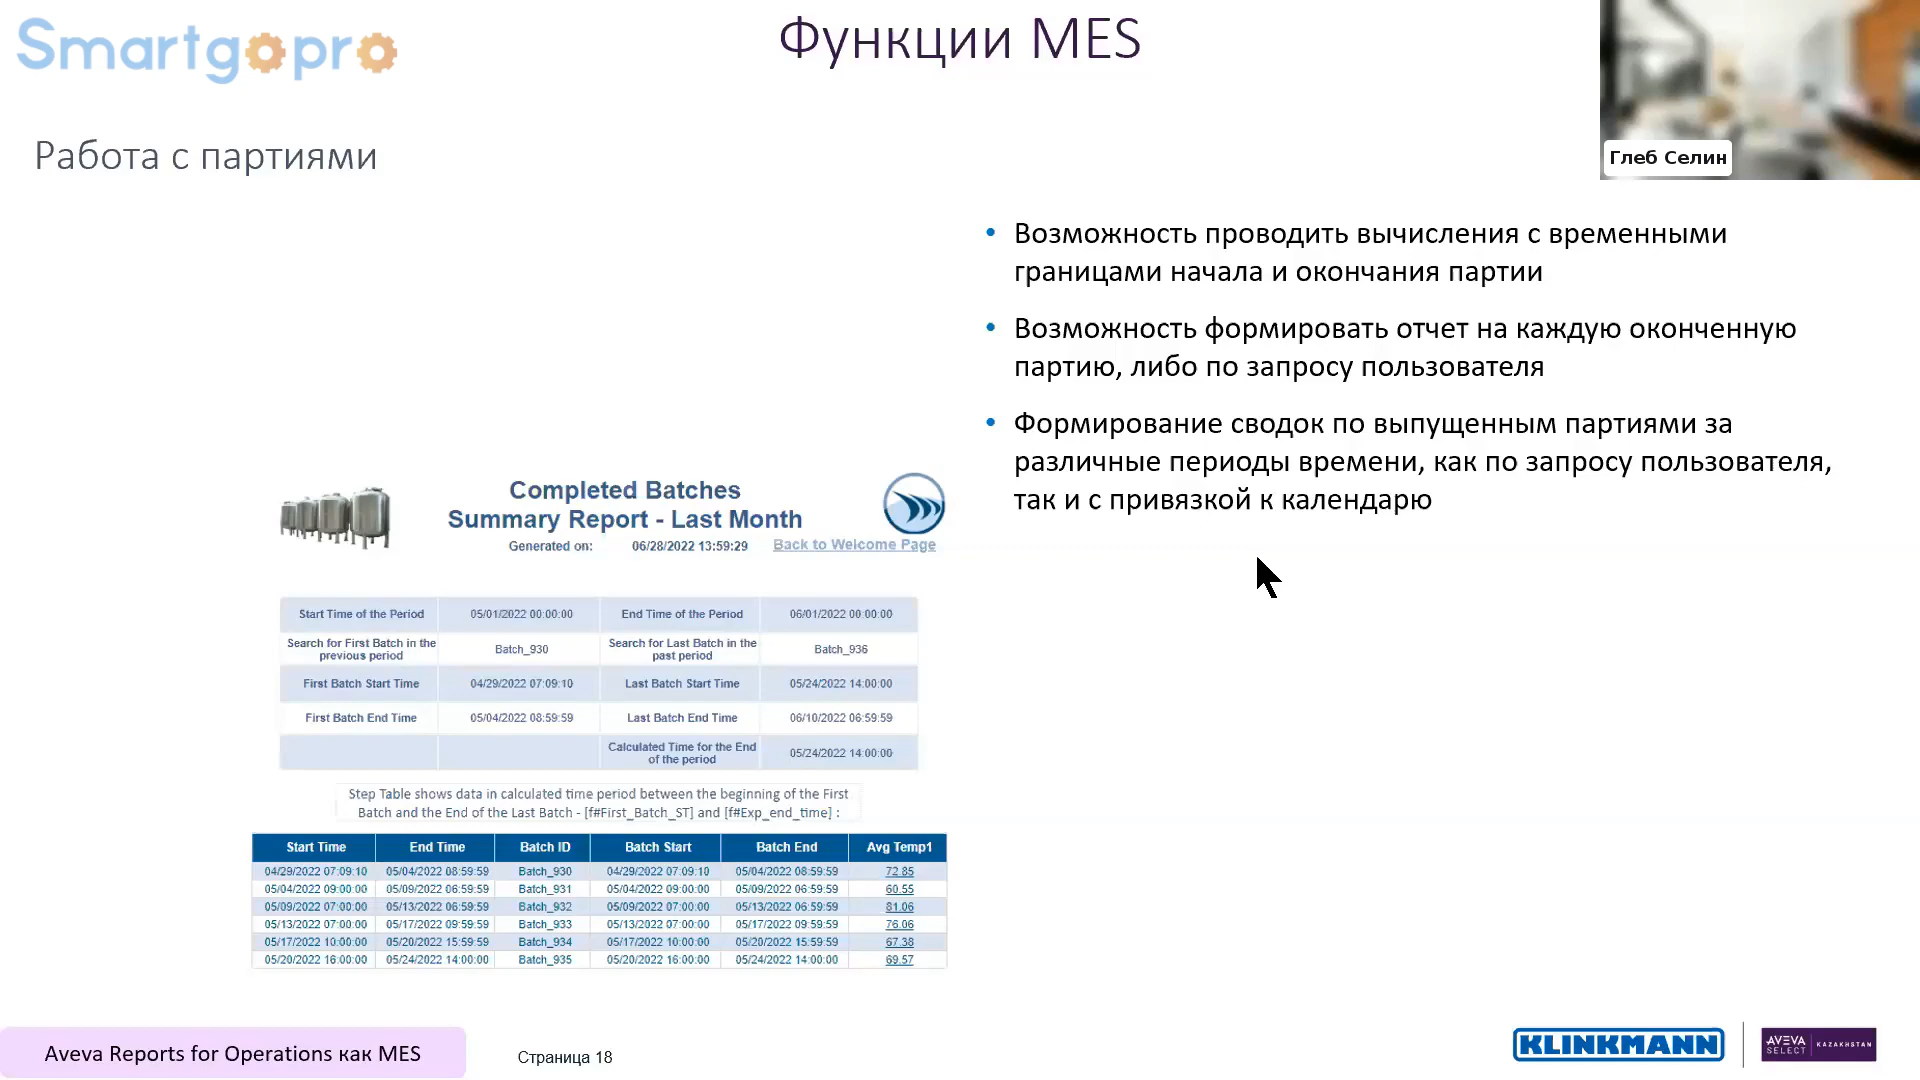 Smartgopro
Функции MES
Глеб Селин
Работа с партиями
• Возможность проводить вычисления с временными
границами начала и окончания партии
• Возможность формировать отчет на каждую оконченную
партию, либо по запросу пользователя
• Формирование сводок по выпущенным партиями за
различные периоды времени, как по запросу пользователя,
так и с привязкой к календарю
Completed Batches
Summary Report - Last Month
Generated on: 06/28/2022 13:59:29 Back to Welcome Page
Start Time of the Period 05/01/2022 00:00:00 End Time of the Period 06/01/2022 00:00:00
Search for First Batch in the previous period Batch_930 Search for Last Batch in the past period Batch_936
First Batch Start Time 04/29/2022 07:09:10 Last Batch Start Time 05/24/2022 14:00:00
First Batch End Time 05/04/2022 08:59:59 Last Batch End Time 06/10/2022 06:59:59
Calculated Time for the End of the period 05/24/2022 14:00:00
Step Table shows data in calculated time period between the beginning of the First
Batch and the End of the Last Batch - [f#First_Batch_ST] and [f#Exp_end_time] :
Start Time End Time Batch ID Batch Start Batch End Avg Temp1
04/29/2022 07:09:10 05/04/2022 08:59:59 Batch_930 04/29/2022 07:09:10 05/04/2022 08:59:59 72.85
05/04/2022 09:00:00 05/09/2022 06:59:59 Batch_931 05/04/2022 09:00:00 05/09/2022 06:59:59 60.55
05/09/2022 07:00:00 05/13/2022 06:59:59 Batch_932 05/09/2022 07:00:00 05/13/2022 06:59:59 81.06
05/13/2022 07:00:00 05/17/2022 09:59:59 Batch_933 05/13/2022 07:00:00 05/17/2022 09:59:59 76.06
05/17/2022 10:00:00 05/20/2022 15:59:59 Batch_934 05/17/2022 10:00:00 05/20/2022 15:59:59 67.38
05/20/2022 16:00:00 05/24/2022 14:00:00 Batch_935 05/20/2022 16:00:00 05/24/2022 14:00:00 69.57
Aveva Reports for Operations как MES
Страница 18
KLINKMANN
AVEVA
SELECT
KAZAKHSTAN